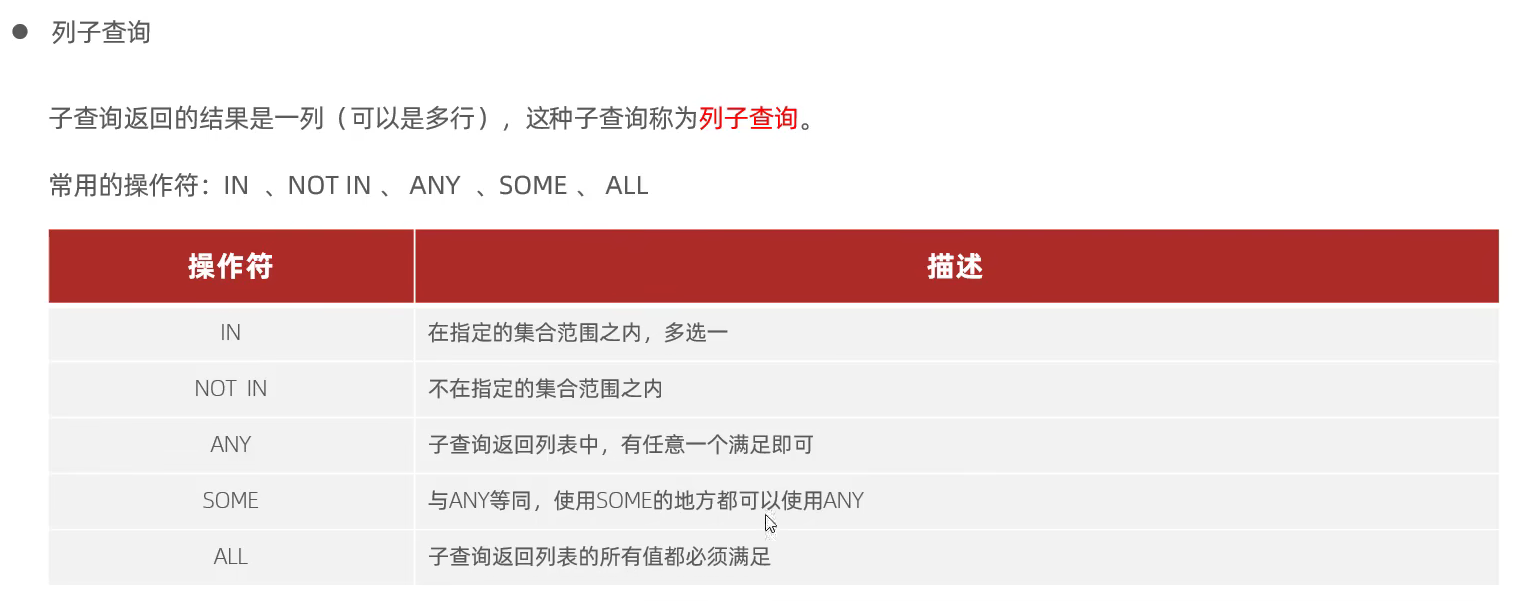 列子查询
子查询返回的结果是一列（可以是多行），这种子查询称为列子查询。
常用的操作符：IN 、NOT IN 、 ANY 、SOME 、 ALL
操作符 描述
IN 在指定的集合范围之内，多选一
NOT IN 不在指定的集合范围之内
ANY 子查询返回列表中，有任意一个满足即可
SOME 与ANY等同，使用SOME的地方都可以使用ANY
ALL 子查询返回列表的所有值都必须满足